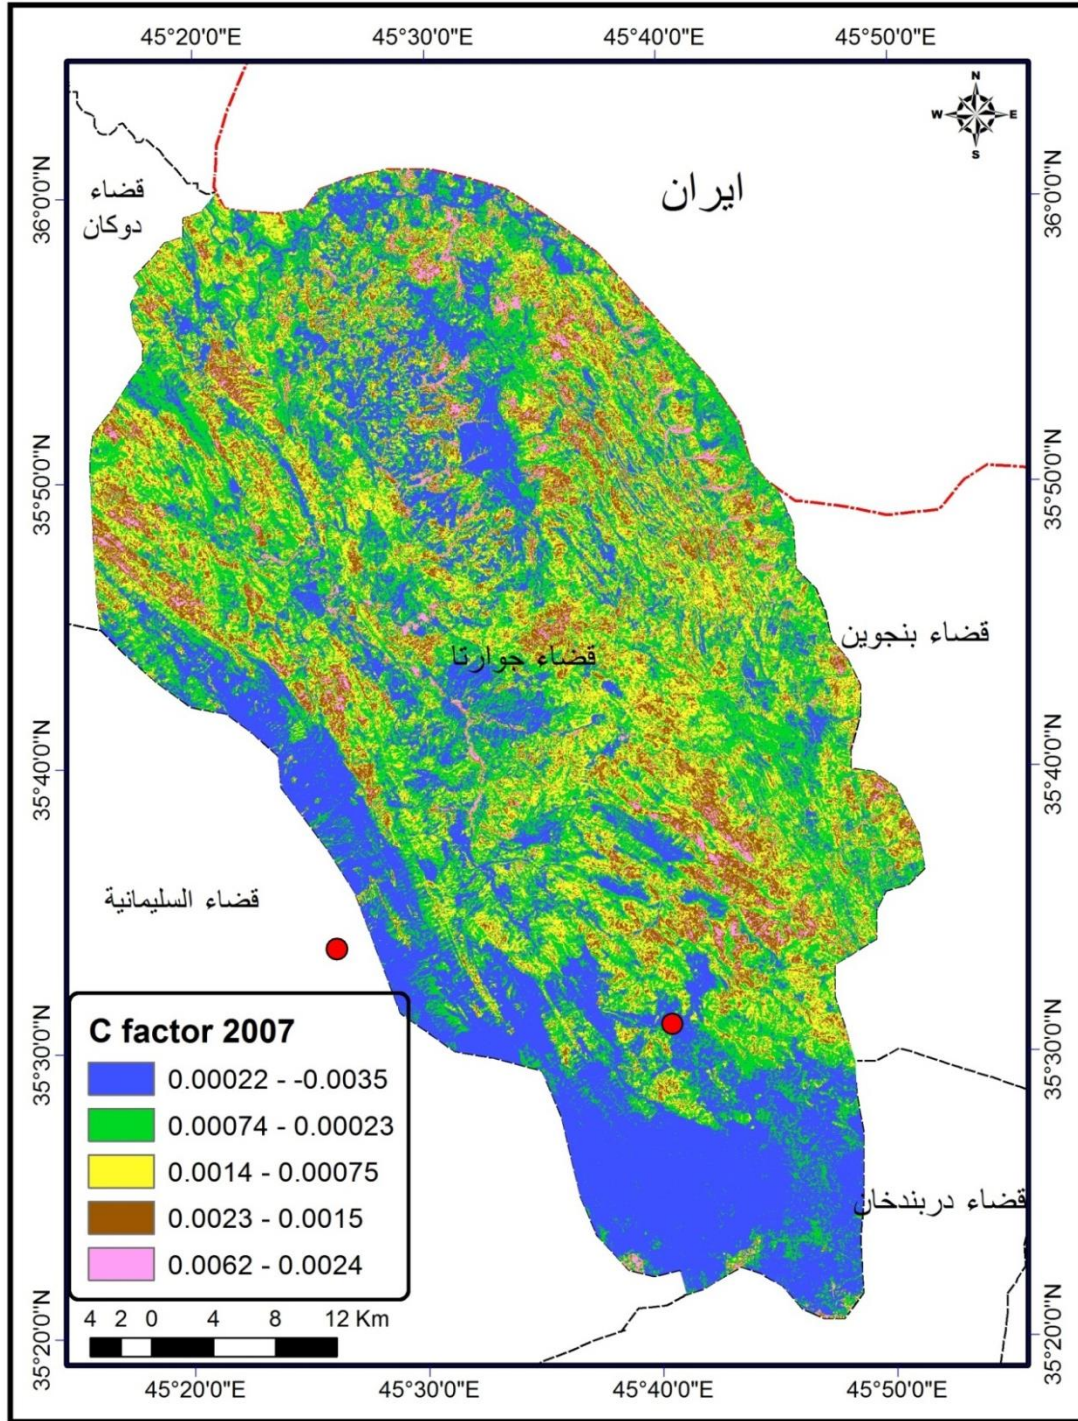 45°20'0"E 45°30'0"E 45°40'0"E 45°50'0"E
N
W E
S
36°0'0"N
36°0'0"N
قضاء
دوكان
ايران
35°50'0"N
35°50'0"N
قضاء بنجوين
قضاء جوارتا
35°40'0"N
35°40'0"N
قضاء السليمانية
C factor 2007
0.00022 - -0.0035
0.00074 - 0.00023
0.0014 - 0.00075
0.0023 - 0.0015
0.0062 - 0.0024
35°30'0"N
35°30'0"N
قضاء دربندخان
4 2 0 4 8 12 Km
35°20'0"N
35°20'0"N
45°20'0"E 45°30'0"E 45°40'0"E 45°50'0"E